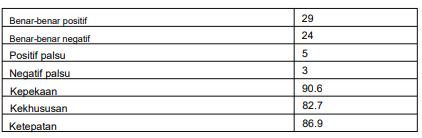 Benar-benar positif 29
Benar-benar negatif 24
Positif palsu 5
Negatif palsu 3
Kepekaan 90.6
Kekhususan 82.7
Ketepatan 86.9